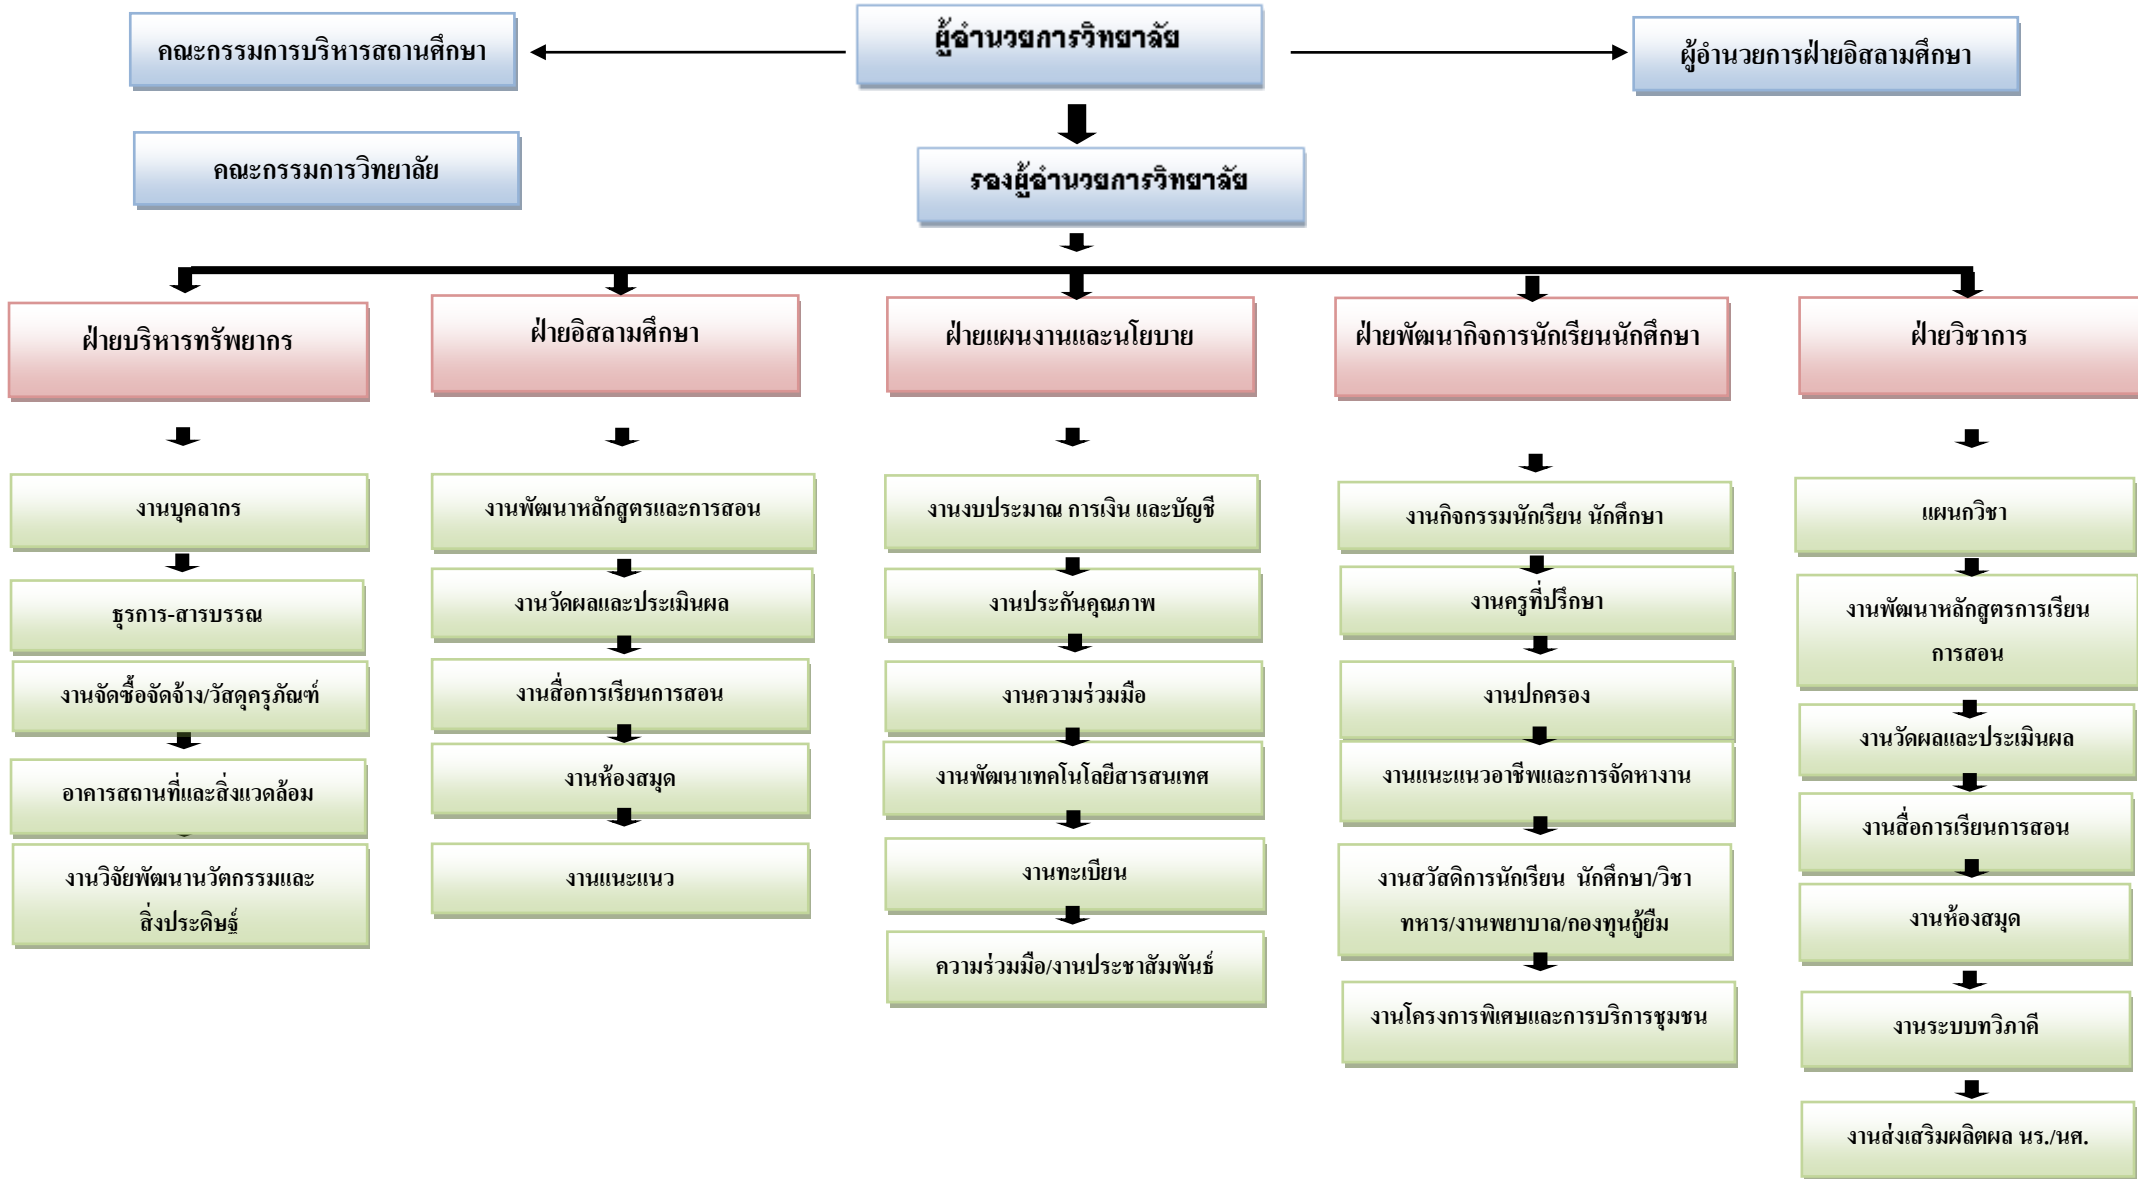 ผู้อำนวยการวิทยาลัย
คณะกรรมการบริหารสถานศึกษา
ผู้อำนวยการฝ่ายอิสลามศึกษา
คณะกรรมการวิทยาลัย
รองผู้อำนวยการวิทยาลัย
ฝ่ายบริหารทรัพยากร
งานบุคลากร
ธุรการ-สารบรรณ
งานจัดซื้อจัดจ้าง/วัสดุครุภัณฑ์
อาคารสถานที่และสิ่งแวดล้อม
งานวิจัยพัฒนานวัตกรรมและ
สิ่งประดิษฐ์
ฝ่ายอิสลามศึกษา
งานพัฒนาหลักสูตรและการสอน
งานวัดผลและประเมินผล
งานสื่อการเรียนการสอน
งานห้องสมุด
งานแนะแนว
ฝ่ายแผนงานและนโยบาย
งานงบประมาณ การเงิน และบัญชี
งานประกันคุณภาพ
งานความร่วมมือ
งานพัฒนาเทคโนโลยีสารสนเทศ
งานทะเบียน
ความร่วมมือ/งานประชาสัมพันธ์
ฝ่ายพัฒนากิจการนักเรียนนักศึกษา
งานกิจกรรมนักเรียน นักศึกษา
งานครูที่ปรึกษา
งานปกครอง
งานแนะแนวอาชีพและการจัดหางาน
งานสวัสดิการนักเรียน นักศึกษา/วิชา
ทหาร/งานพยาบาล/กองทุนกู้ยืม
งานโครงการพิเศษและการบริการชุมชน
ฝ่ายวิชาการ
แผนกวิชา
งานพัฒนาหลักสูตรการเรียน
การสอน
งานวัดผลและประเมินผล
งานสื่อการเรียนการสอน
งานห้องสมุด
งานระบบทวิภาคี
งานส่งเสริมผลิตผล นร./นศ.